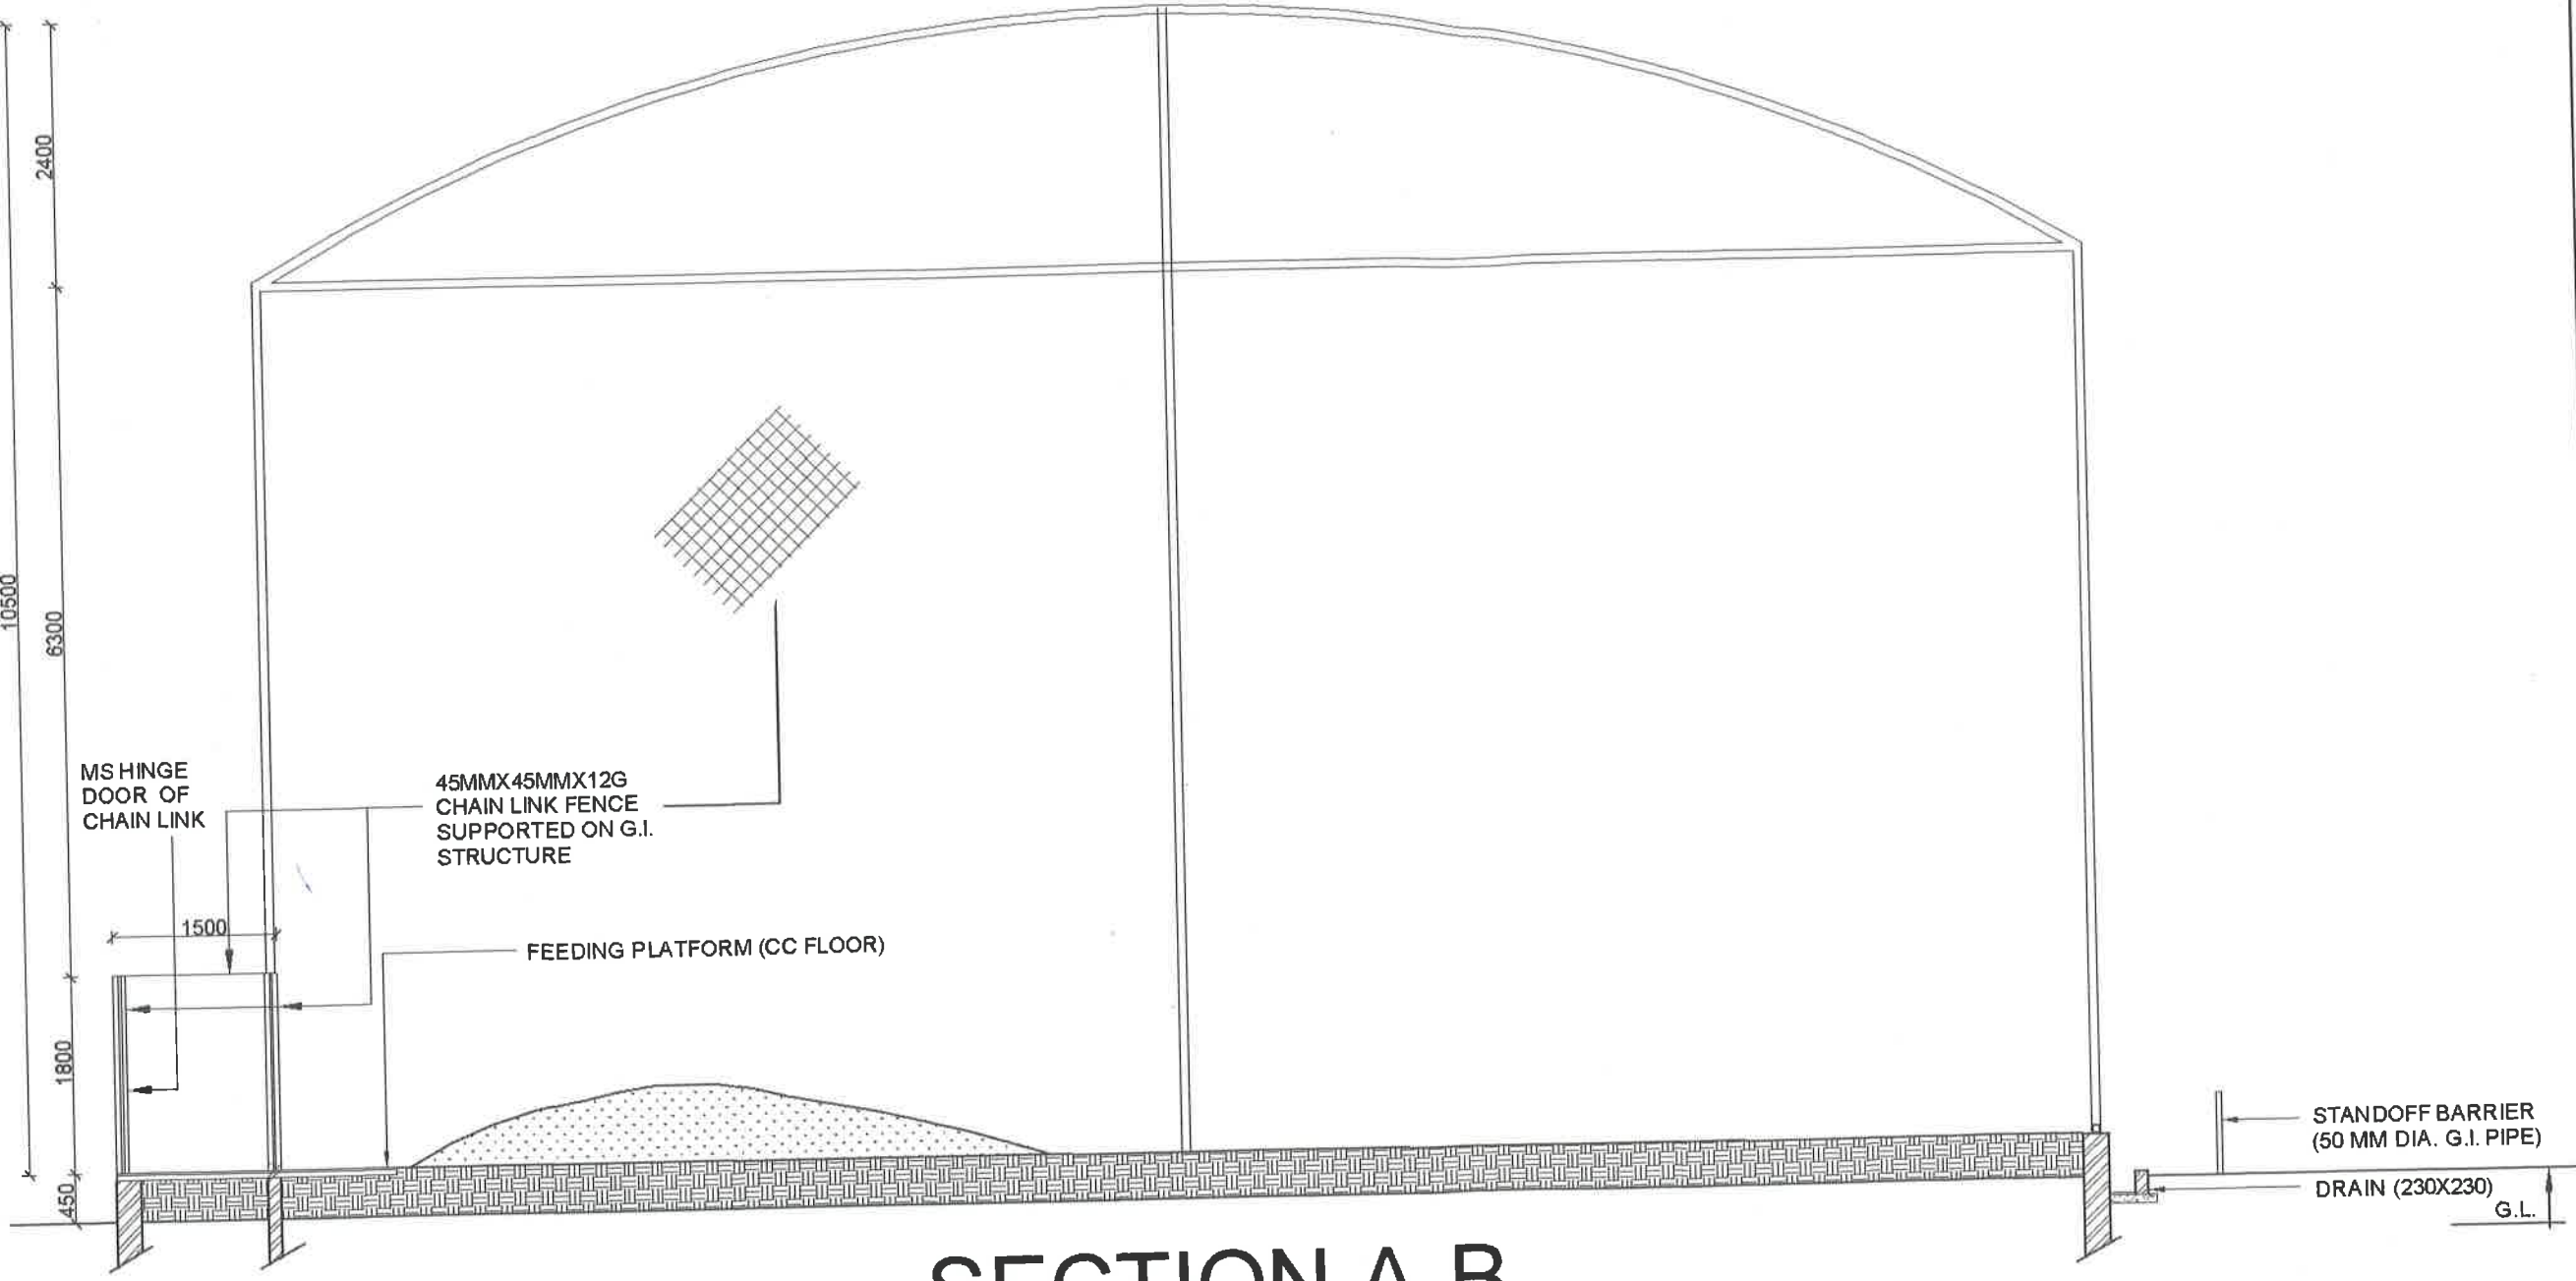 2400
10500
6300
MS HINGE
DOOR OF
CHAIN LINK
45MMX45MMX12G
CHAIN LINK FENCE
SUPPORTED ON G.I.
STRUCTURE
1500
FEEDING PLATFORM (CC FLOOR)
1800
450
STANDOFF BARRIER
(50 MM DIA. G.I. PIPE)
DRAIN (230X230)
G.L.
SECTION A B